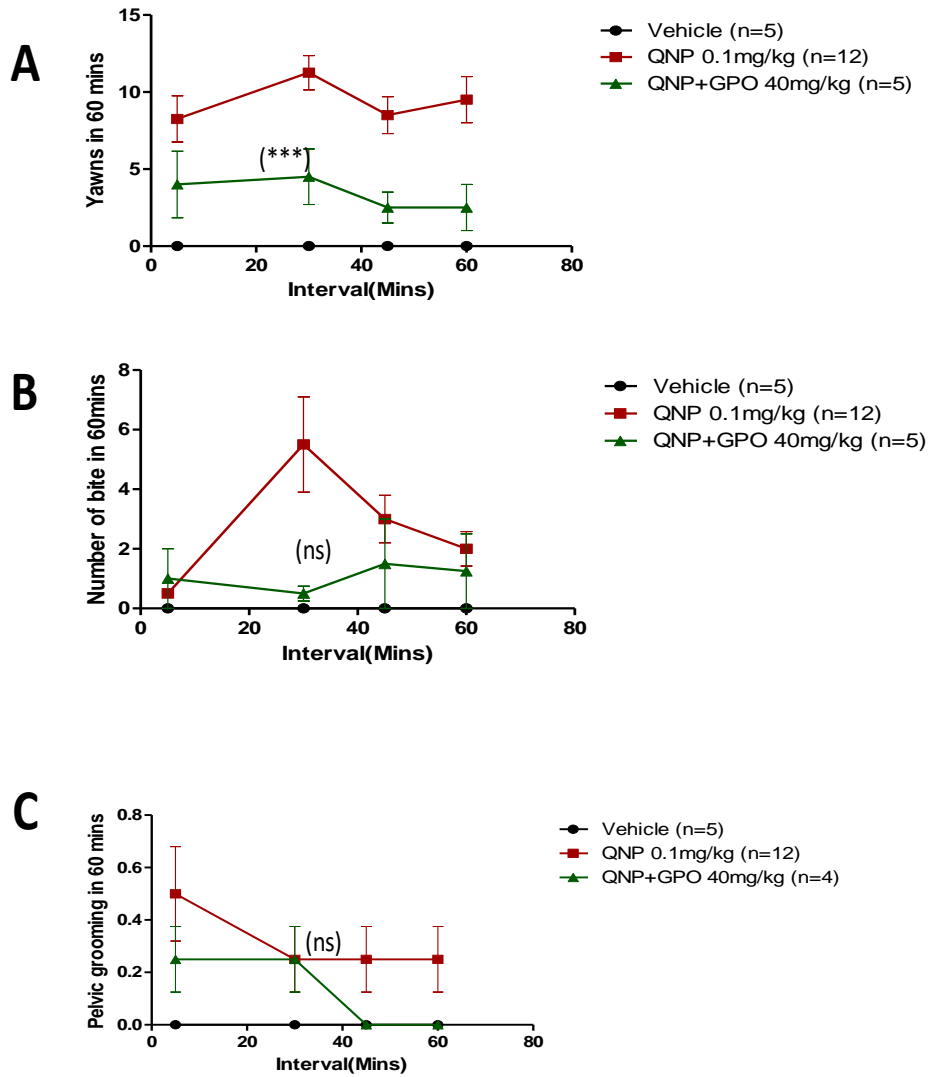 A
Yawns in 60 mins
15
10
5
0
(***)
0 20 40 60 80
Interval(Mins)
Vehicle (n=5)
QNP 0.1mg/kg (n=12)
QNP+GPO 40mg/kg (n=5)
B
Number of bite in 60mins
8
6
4
2
0
(ns)
0 20 40 60 80
Interval(Mins)
Vehicle (n=5)
QNP 0.1mg/kg (n=12)
QNP+GPO 40mg/kg (n=5)
C
Pelvic grooming in 60 mins
0.8
0.6
0.4
0.2
0.0
(ns)
0 20 40 60 80
Interval(Mins)
Vehicle (n=5)
QNP 0.1mg/kg (n=12)
QNP+GPO 40mg/kg (n=4)